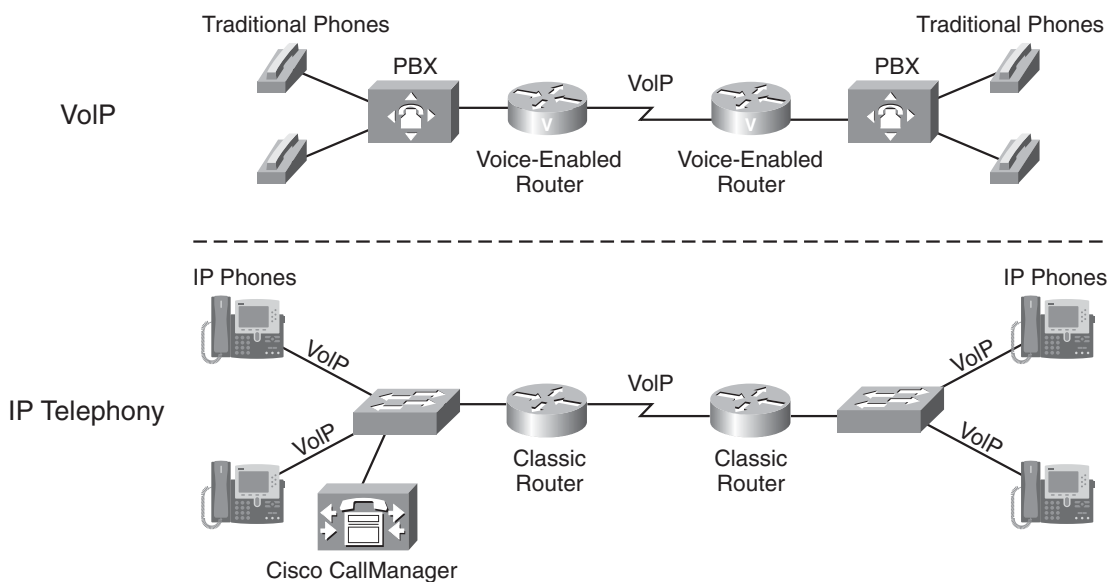 Traditional Phones
Traditional Phones
PBX
PBX
VoIP
VoIP
V
V
Voice-Enabled
Router
Voice-Enabled
Router
IP Phones
IP Phones
VoIP
VoIP
VoIP
IP Telephony
VoIP
VoIP
Classic
Router
Classic
Router
Cisco CallManager